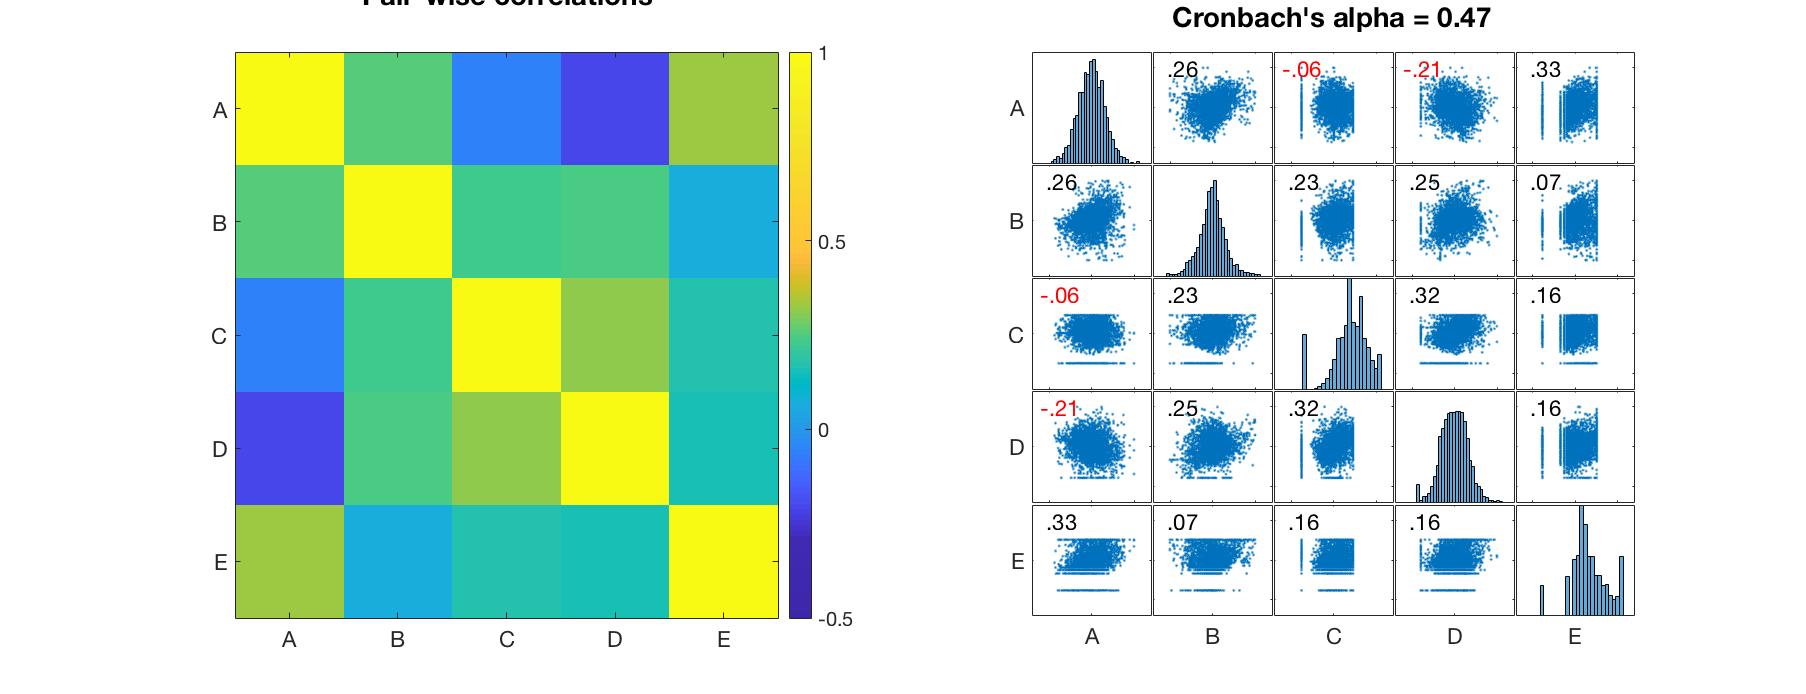 Pair-wise correlations
A
B
C
D
E
A B C D E
1
0.5
0
-0.5
Cronbach's alpha = 0.47
A .26 -.06 -.21 .33
B .26 .23 .25 .07
C -.06 .23 .32 .16
D -.21 .25 .32 .16
E .33 .07 .16 .16
A B C D E